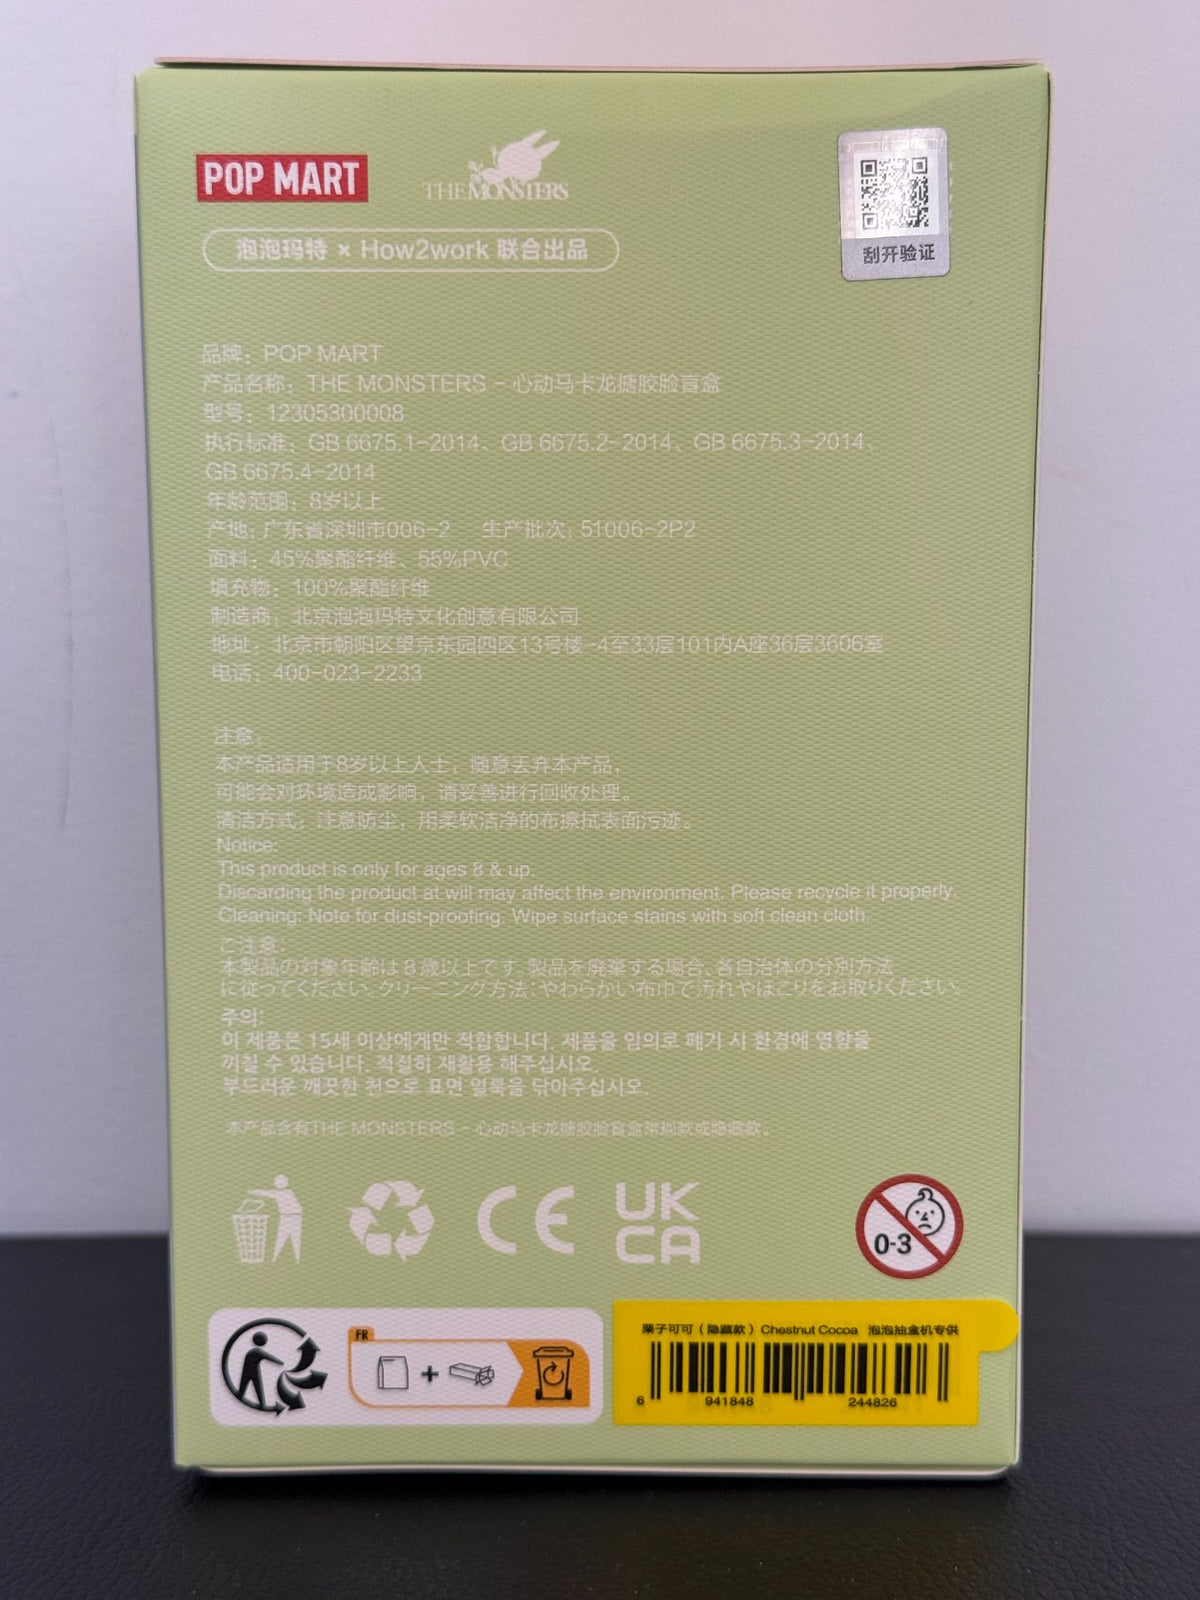 POP MART
THE MONSTERS
泡泡玛特 × How2work 联合出品
刮开验证
品牌：POP MART
产品名称：THE MONSTERS - 心动马卡龙搪胶脸盲盒
型号：12305300008
执行标准：GB 6675.1-2014、GB 6675.2-2014、GB 6675.3-2014、
GB 6675.4-2014
年龄范围：8岁以上
产地：广东省深圳市006-2 生产批次：51006-2P2
面料：45%聚酯纤维、55%PVC
填充物：100%聚酯纤维
制造商：北京泡泡玛特文化创意有限公司
地址：北京市朝阳区望京东园四区13号楼-4至33层101内A座36层3606室
电话：400-023-2233
注意：
本产品适用于8岁以上人士，随意丢弃本产品，
可能会对环境造成影响，请妥善进行回收处理。
清洁方式：注意防尘，用柔软洁净的布擦拭表面污迹。
Notice:
This product is only for ages 8 & up.
Discarding the product at will may affect the environment. Please recycle it properly.
Cleaning: Note for dust-proofing. Wipe surface stains with soft clean cloth.
ご注意：
本製品の対象年齢は8歳以上です。製品を廃棄する場合、各自治体の分別方法
に従ってください。クリーニング方法：やわらかい布巾で汚れやほこりをお取りください。
주의:
이 제품은 15세 이상에게만 적합합니다. 제품을 임의로 폐기 시 환경에 영향을
끼칠 수 있습니다. 적절히 재활용 해주십시오.
부드러운 깨끗한 천으로 표면 얼룩을 닦아주십시오.
本产品含有THE MONSTERS - 心动马卡龙搪胶脸盲盒常规款或隐藏款。
CE
UK
CA
0-3
FR
栗子可可（隐藏款）Chestnut Cocoa 泡泡抽盒机专供
6 941848 244826